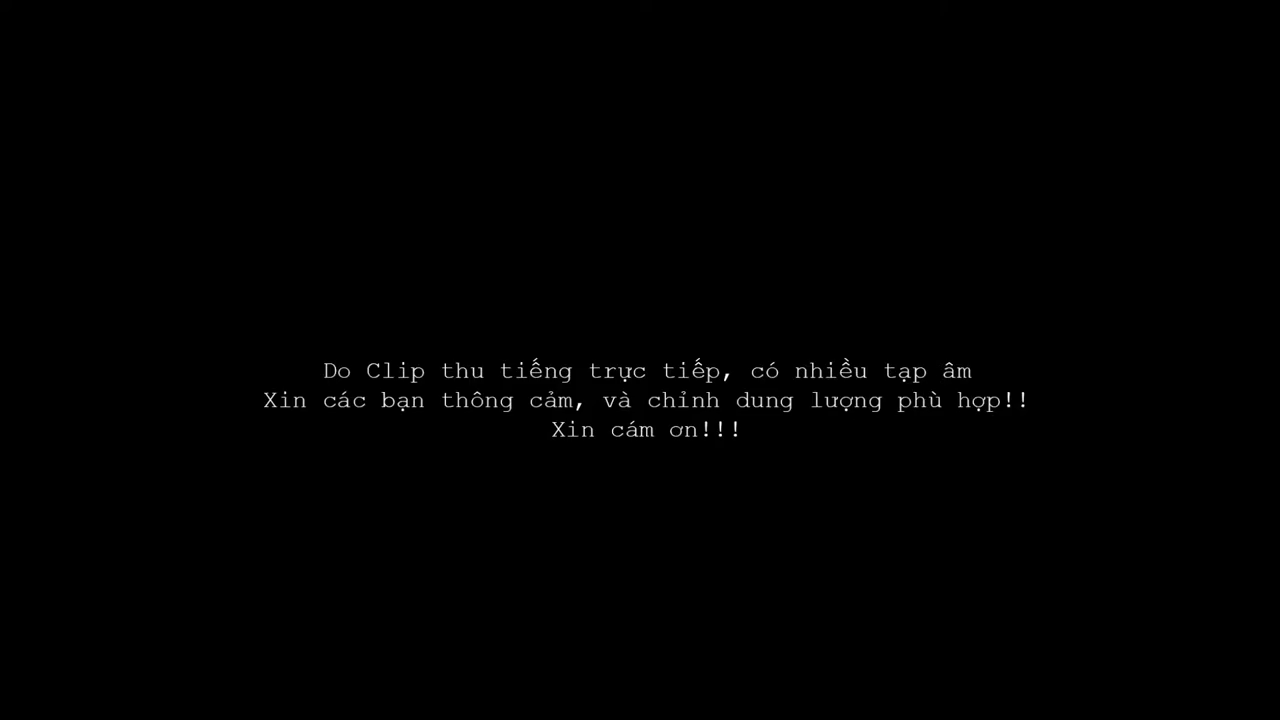 Do Clip thu tiếng trực tiếp, có nhiều tạp âm
Xin các bạn thông cảm, và chỉnh dung lượng phù hợp!!
Xin cám ơn!!!